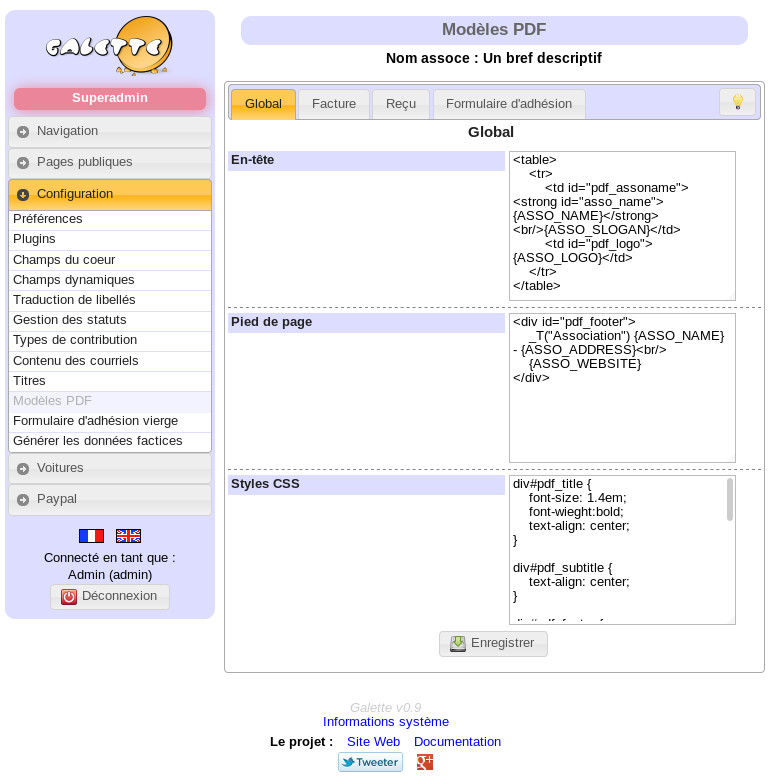 GALETTE
Superadmin
Navigation
Pages publiques
Configuration
Préférences
Plugins
Champs du coeur
Champs dynamiques
Traduction de libellés
Gestion des statuts
Types de contribution
Contenu des courriels
Titres
Modèles PDF
Formulaire d'adhésion vierge
Générer les données factices
Voitures
Paypal
Connecté en tant que :
Admin (admin)
Déconnexion
Modèles PDF
Nom assoce : Un bref descriptif
Global Facture Reçu Formulaire d'adhésion
Global
En-tête
<table>
<tr>
<td id="pdf_assoname">
<strong id="asso_name">
{ASSO_NAME}</strong>
<br/>{ASSO_SLOGAN}</td>
<td id="pdf_logo">
{ASSO_LOGO}</td>
</tr>
</table>
Pied de page
<div id="pdf_footer">
_T("Association") {ASSO_NAME}
- {ASSO_ADDRESS}<br/>
{ASSO_WEBSITE}
</div>
Styles CSS
div#pdf_title {
font-size: 1.4em;
font-wieght:bold;
text-align: center;
}
div#pdf_subtitle {
text-align: center;
}
Enregistrer
Galette v0.9
Informations système
Le projet : Site Web Documentation
Tweeter g+